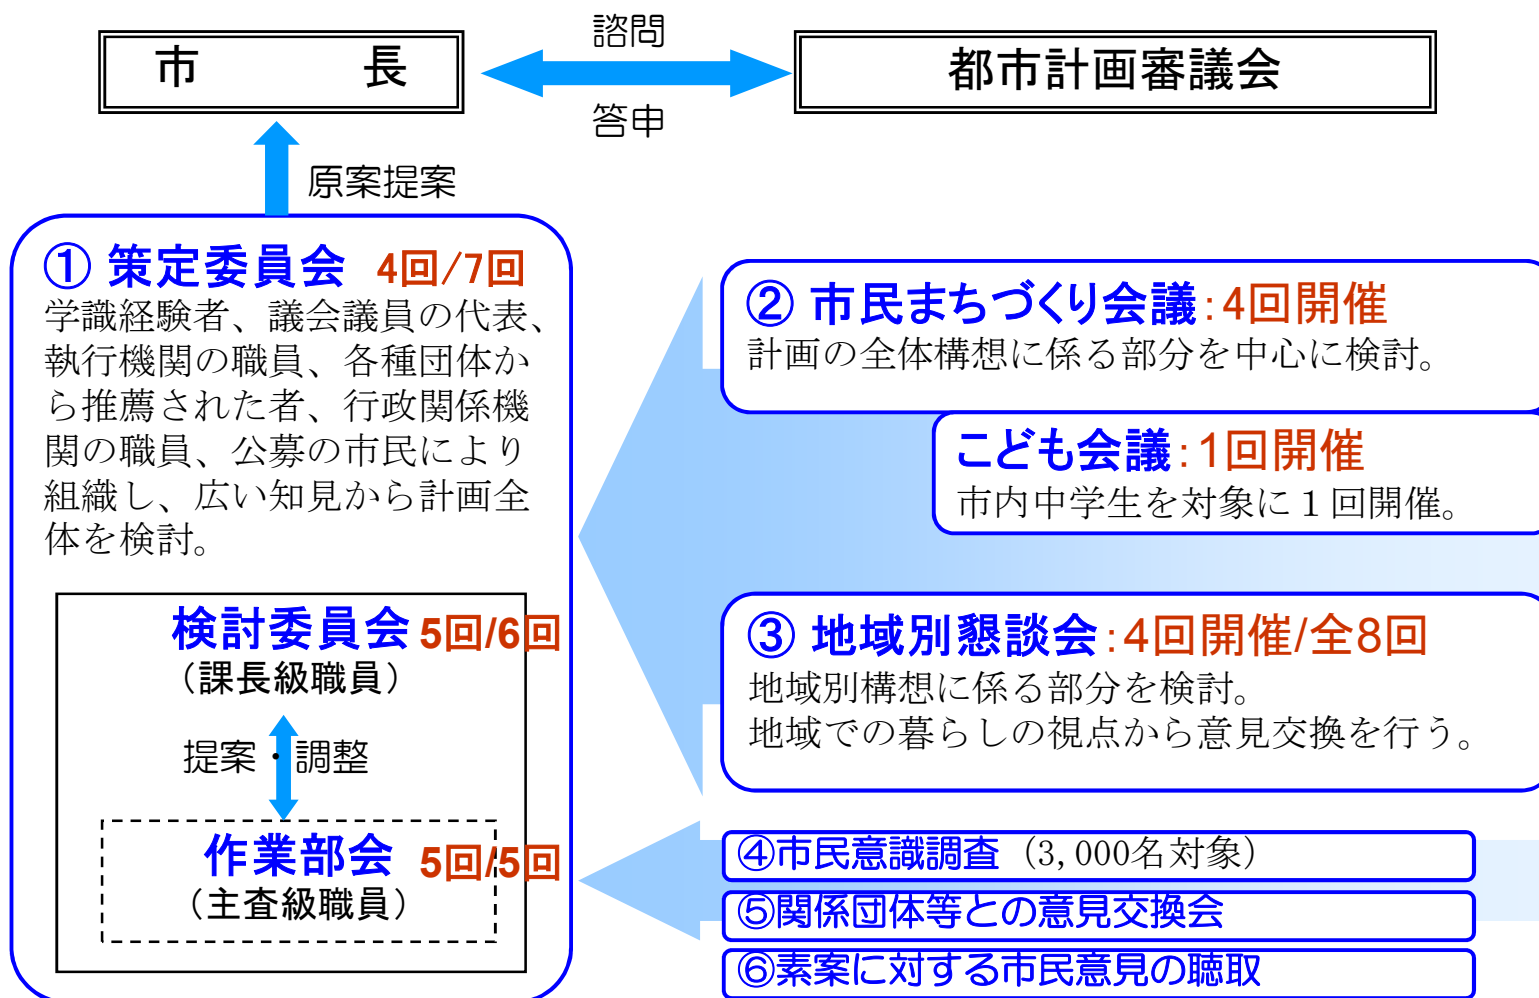 諮問
市　　　　長
都市計画審議会
答申
原案提案
① 策定委員会 4回/7回
学識経験者、議会議員の代表、
執行機関の職員、各種団体か
ら推薦された者、行政関係機
関の職員、公募の市民により
組織し、広い知見から計画全
体を検討。
検討委員会 5回/6回
（課長級職員）
提案・調整
作業部会 5回/5回
（主査級職員）
② 市民まちづくり会議：4回開催
計画の全体構想に係る部分を中心に検討。
こども会議：1回開催
市内中学生を対象に１回開催。
③ 地域別懇談会：4回開催/全8回
地域別構想に係る部分を検討。
地域での暮らしの視点から意見交換を行う。
④市民意識調査（3,000名対象）
⑤関係団体等との意見交換会
⑥素案に対する市民意見の聴取